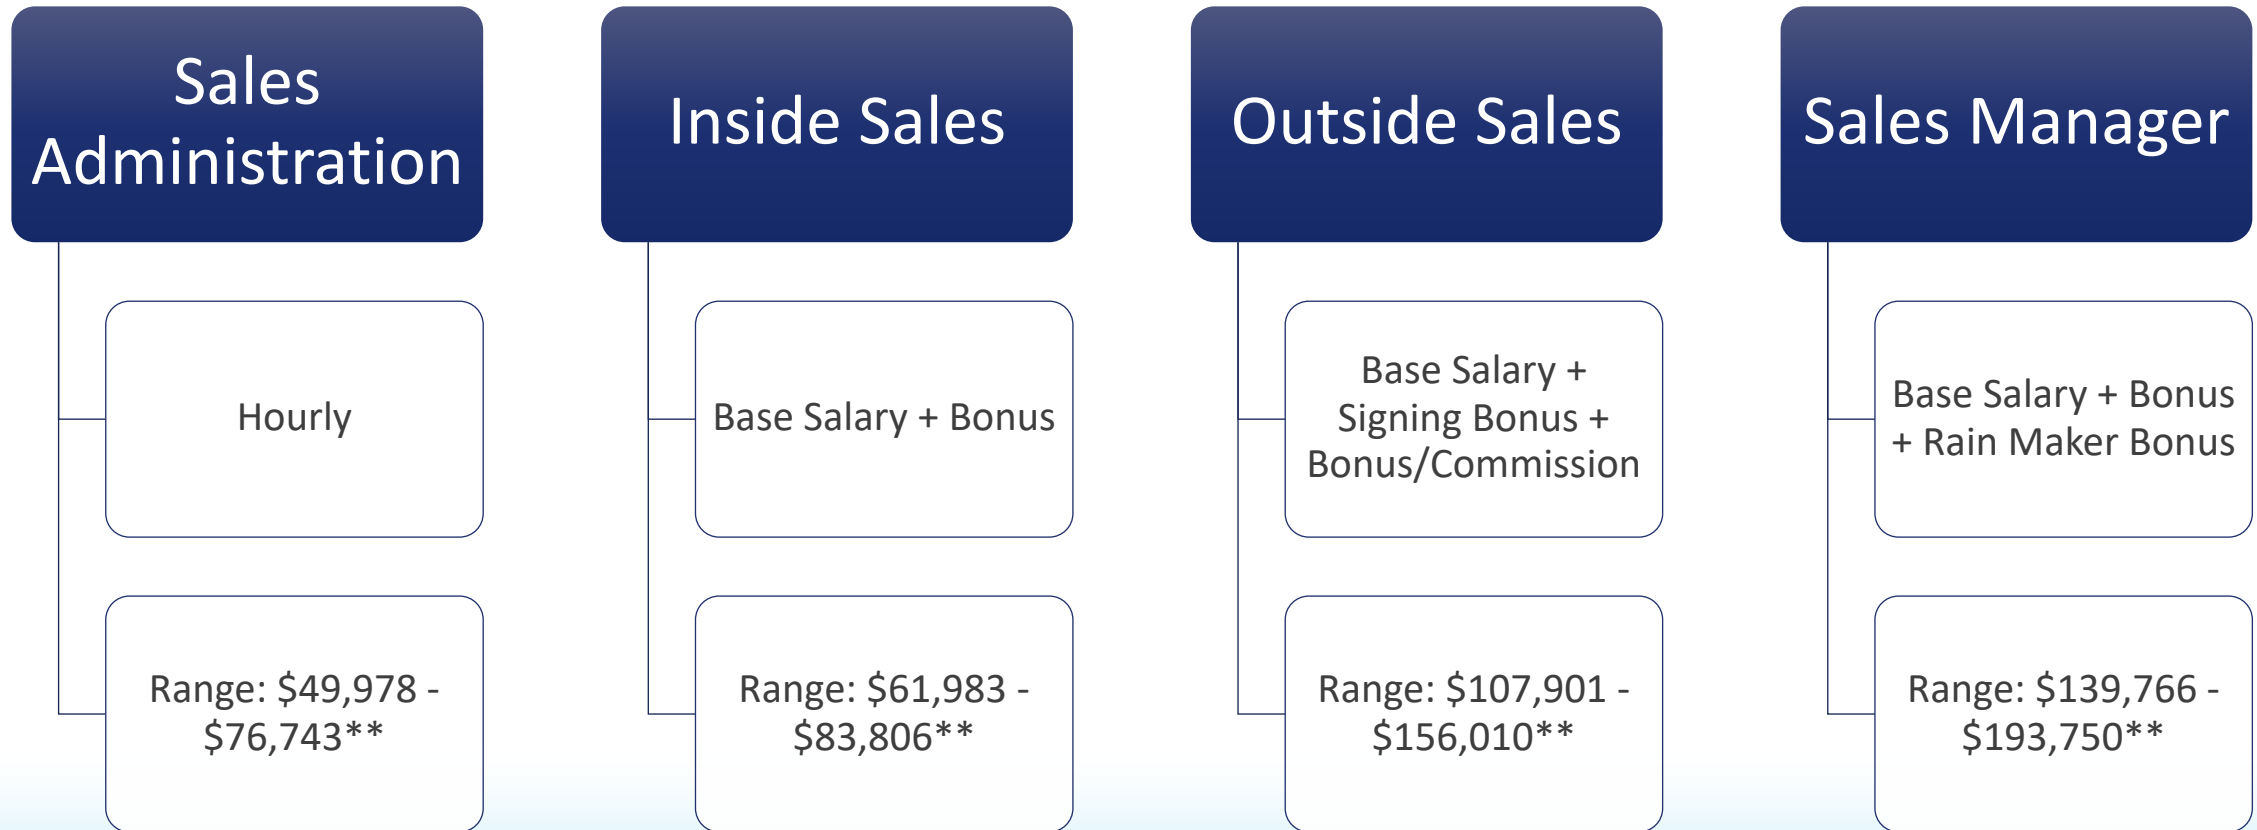 Sales
Administration
Hourly
Range: $49,978 -
$76,743**
Inside Sales
Base Salary + Bonus
Range: $61,983 -
$83,806**
Outside Sales
Base Salary +
Signing Bonus +
Bonus/Commission
Range: $107,901 -
$156,010**
Sales Manager
Base Salary + Bonus
+ Rain Maker Bonus
Range: $139,766 -
$193,750**